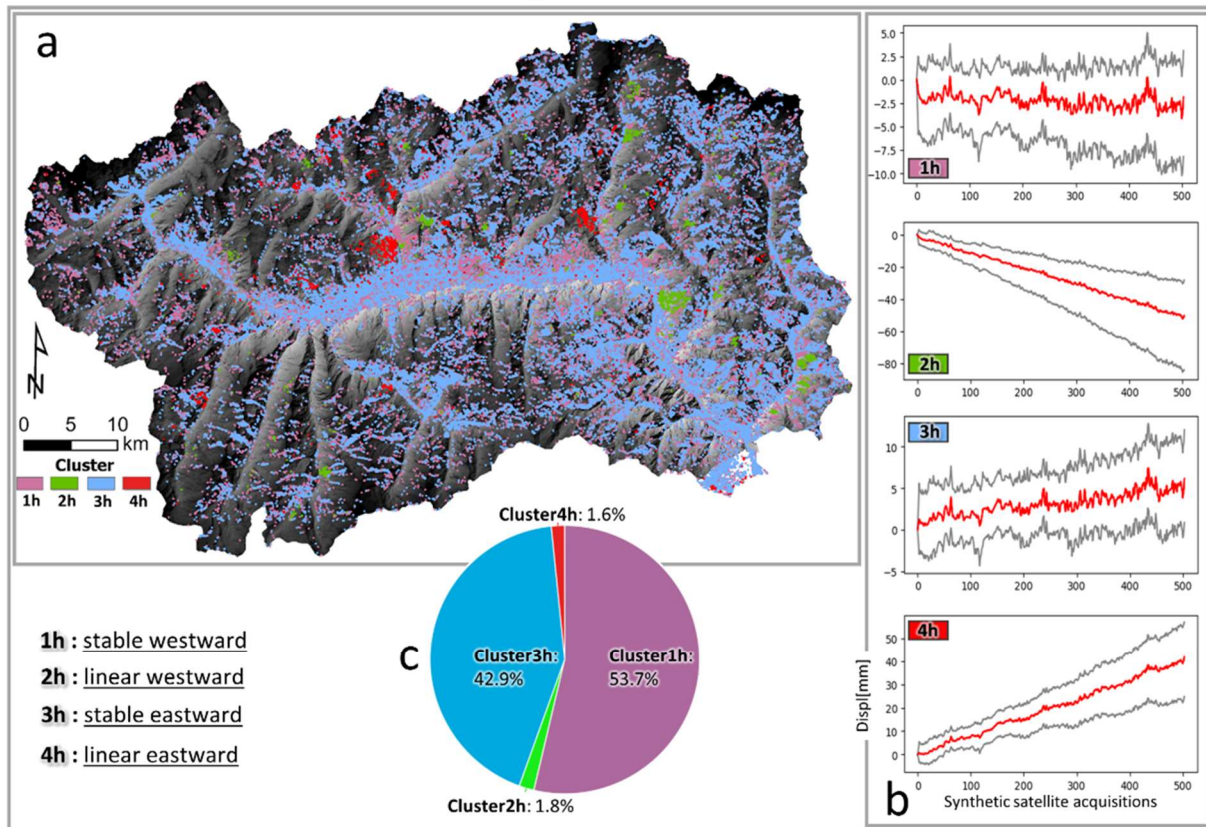 a
N
0 5 10
km
Cluster
1h 2h 3h 4h
5.0
2.5
0.0
−2.5
−5.0
−7.5
−10.0
1h
0 100 200 300 400 500
0
−20
−40
−60
−80
2h
0 100 200 300 400 500
10
5
0
−5
3h
0 100 200 300 400 500
50
40
30
20
10
0
4h
Displ[mm]
0 100 200 300 400 500
b
Synthetic satellite acquisitions
1h : stable westward
2h : linear westward
3h : stable eastward
4h : linear eastward
c
Cluster4h: 1.6%
Cluster3h:
42.9%
Cluster1h:
53.7%
Cluster2h: 1.8%